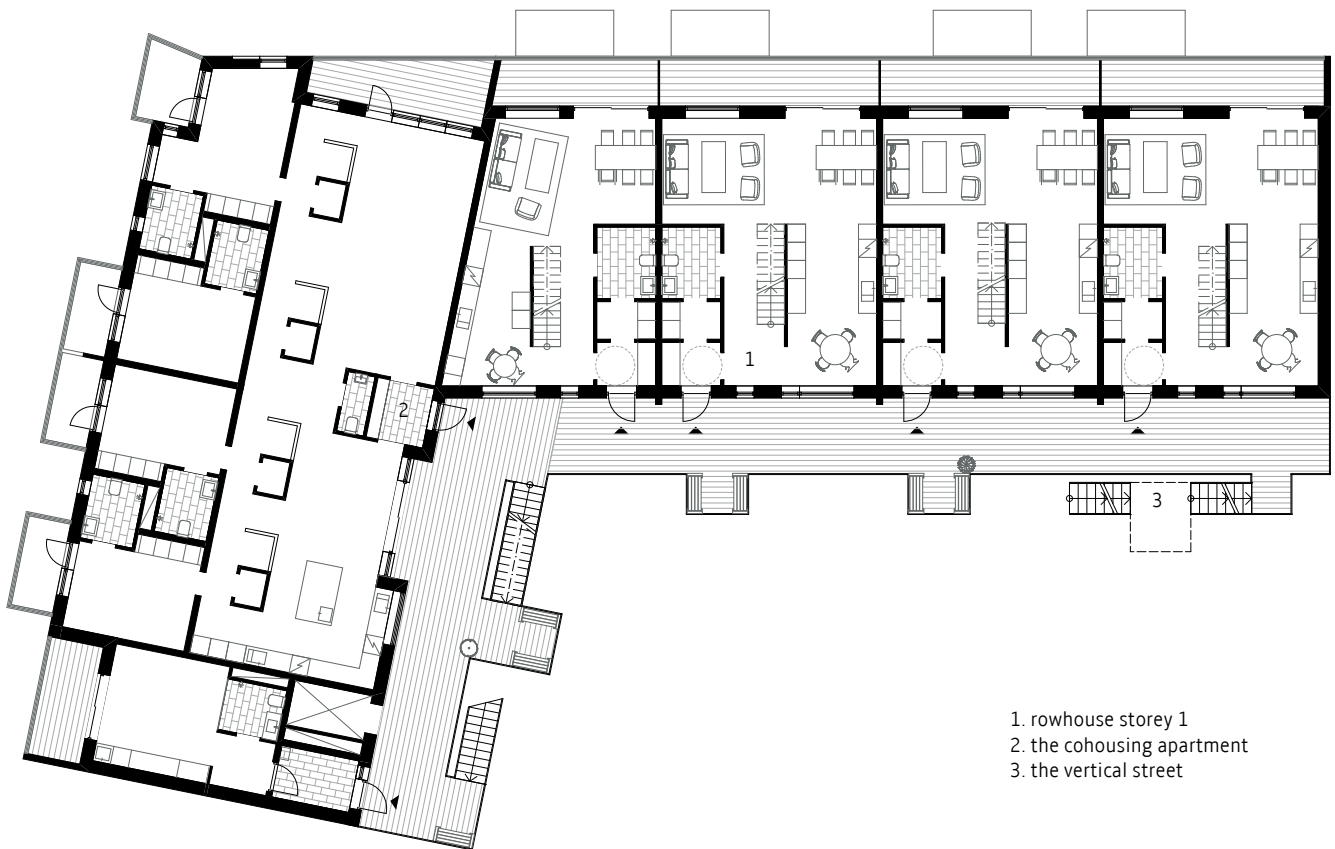 2
1
3
1. rowhouse storey 1
2. the cohousing apartment
3. the vertical street